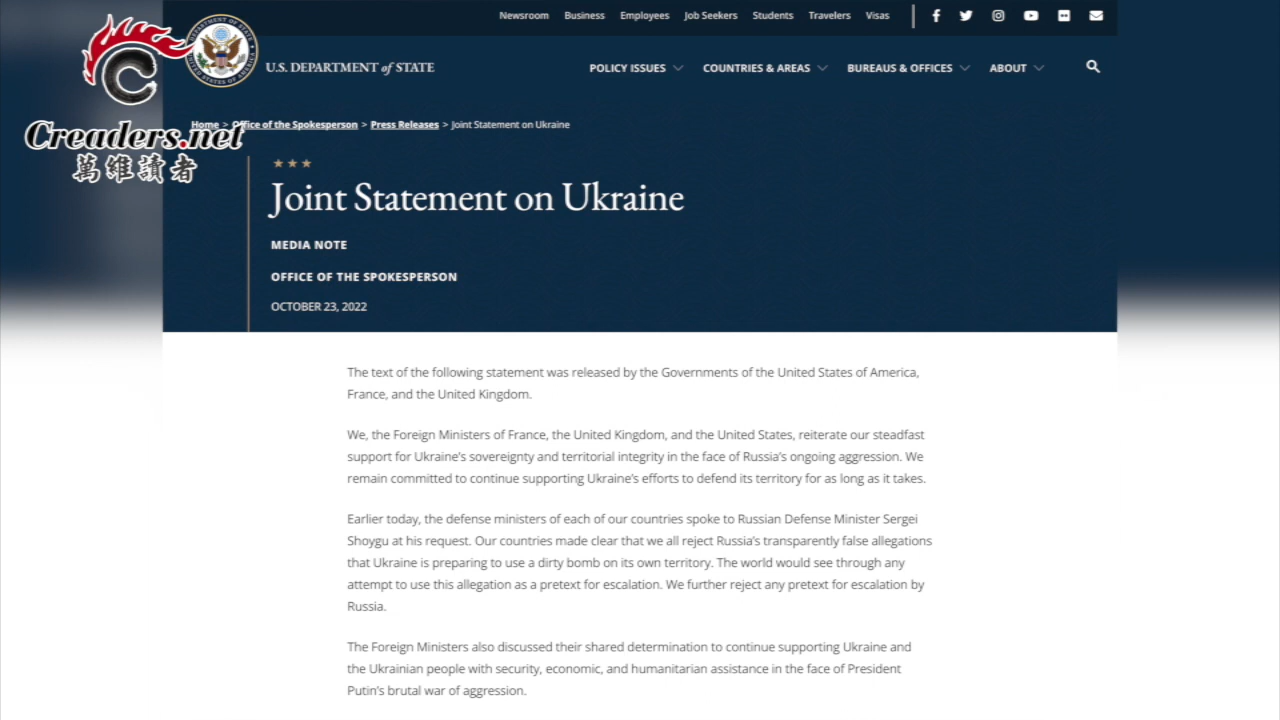 Newsroom Business Employees Job Seekers Students Travelers Visas
U.S. DEPARTMENT of STATE
POLICY ISSUES COUNTRIES & AREAS BUREAUS & OFFICES ABOUT
Home > Office of the Spokesperson > Press Releases > Joint Statement on Ukraine
Creaders.net
萬維讀者
Joint Statement on Ukraine
MEDIA NOTE
OFFICE OF THE SPOKESPERSON
OCTOBER 23, 2022
The text of the following statement was released by the Governments of the United States of America,
France, and the United Kingdom.
We, the Foreign Ministers of France, the United Kingdom, and the United States, reiterate our steadfast
support for Ukraine’s sovereignty and territorial integrity in the face of Russia’s ongoing aggression. We
remain committed to continue supporting Ukraine’s efforts to defend its territory for as long as it takes.
Earlier today, the defense ministers of each of our countries spoke to Russian Defense Minister Sergei
Shoygu at his request. Our countries made clear that we all reject Russia’s transparently false allegations
that Ukraine is preparing to use a dirty bomb on its own territory. The world would see through any
attempt to use this allegation as a pretext for escalation. We further reject any pretext for escalation by
Russia.
The Foreign Ministers also discussed their shared determination to continue supporting Ukraine and
the Ukrainian people with security, economic, and humanitarian assistance in the face of President
Putin’s brutal war of aggression.